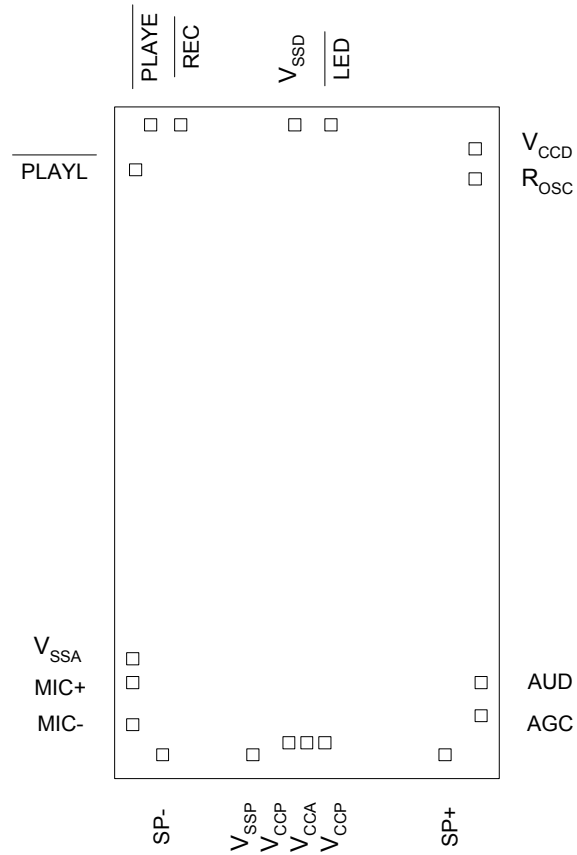 PLAYE
REC
VSSD
LED
PLAYL
VCCD
ROSC
VSSA
MIC+
AUD
MIC-
AGC
SP-
VSSP
VCCP
VCCA
VCCP
SP+